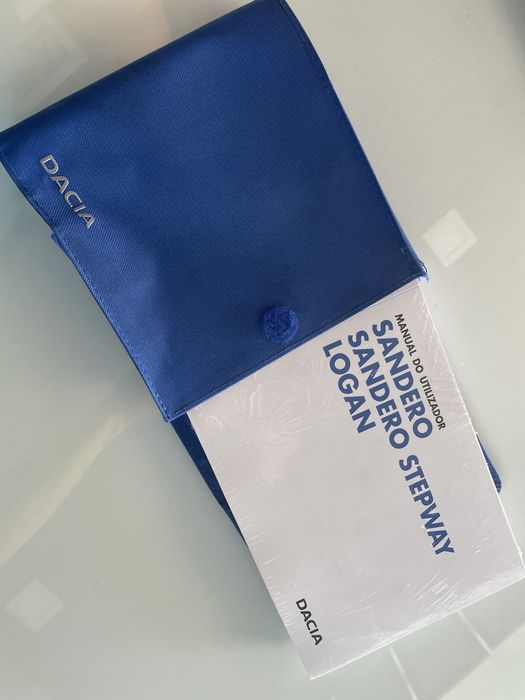 DACIA
MANUAL DO UTILIZADOR
SANDERO
SANDERO STEPWAY
LOGAN
DACIA